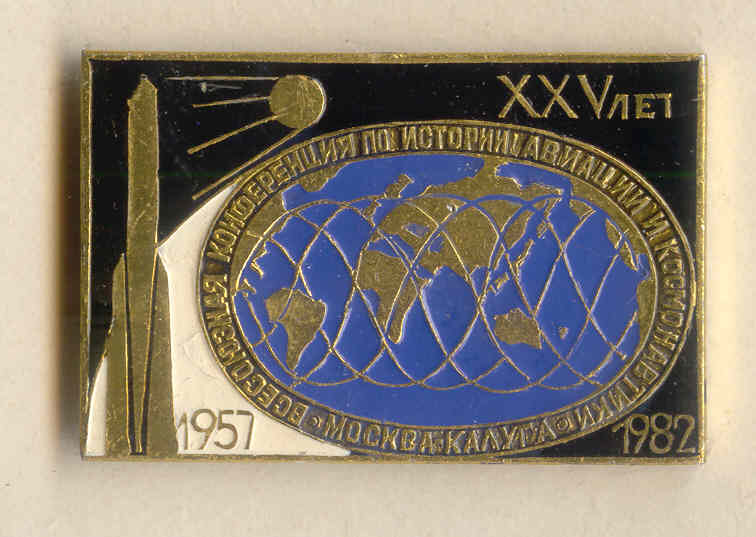 XXV ЛЕТ
ВСЕСОЮЗНАЯ КОНФЕРЕНЦИЯ ПО ИСТОРИИ АВИАЦИИ И КОСМОНАВТИКИ
МОСКВА-КАЛУГА
1957
1982